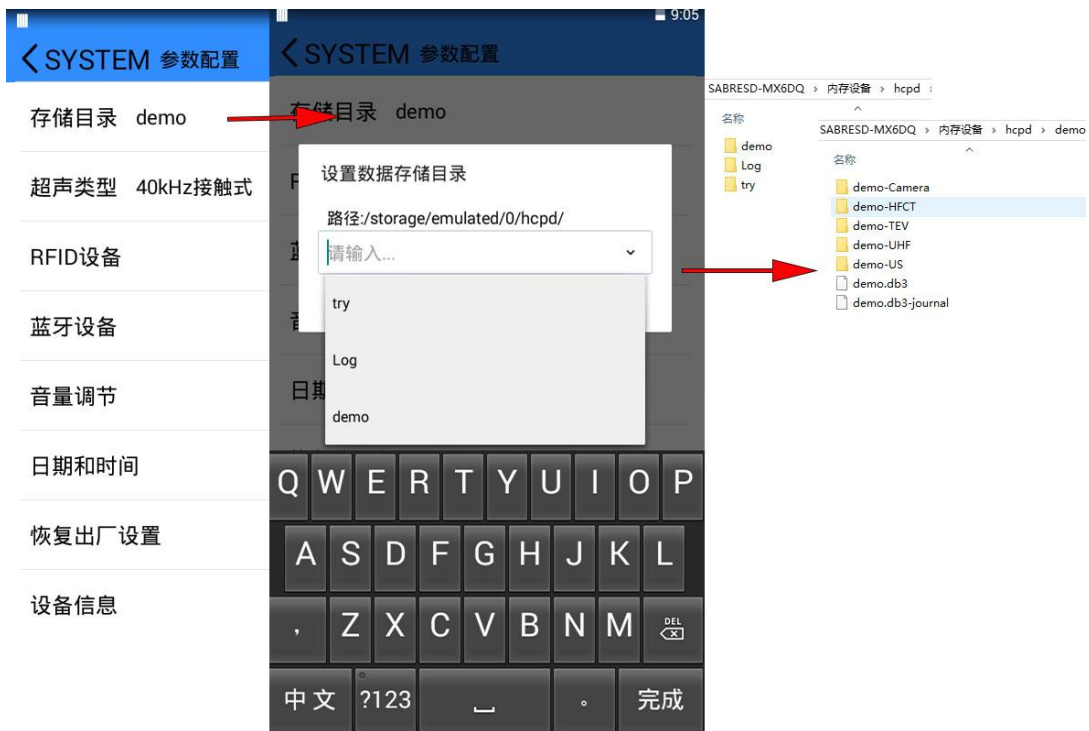 SYSTEM 参数配置
存储目录 demo
超声类型 40kHz接触式
RFID设备
蓝牙设备
音量调节
日期和时间
恢复出厂设置
设备信息
9:05
SYSTEM 参数配置
存储目录 demo
设置数据存储目录
路径:/storage/emulated/0/hcpd/
请输入...
try
Log
demo
日期
Q W E R T Y U I O P
A S D F G H J K L
, Z X C V B N M DEL
中文 ?123 。 完成
SABRESD-MX6DQ › 内存设备 › hcpd ›
名称
demo
Log
try
SABRESD-MX6DQ › 内存设备 › hcpd › demo
名称
demo-Camera
demo-HFCT
demo-TEV
demo-UHF
demo-US
demo.db3
demo.db3-journal